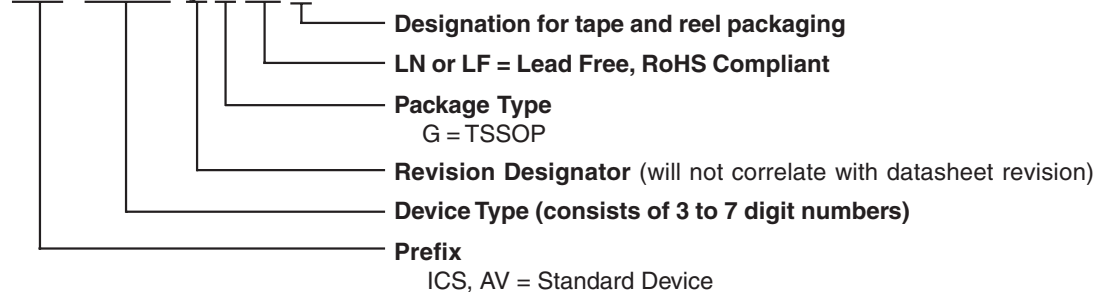 Designation for tape and reel packaging
LN or LF = Lead Free, RoHS Compliant
Package Type
G = TSSOP
Revision Designator (will not correlate with datasheet revision)
Device Type (consists of 3 to 7 digit numbers)
Prefix
ICS, AV = Standard Device